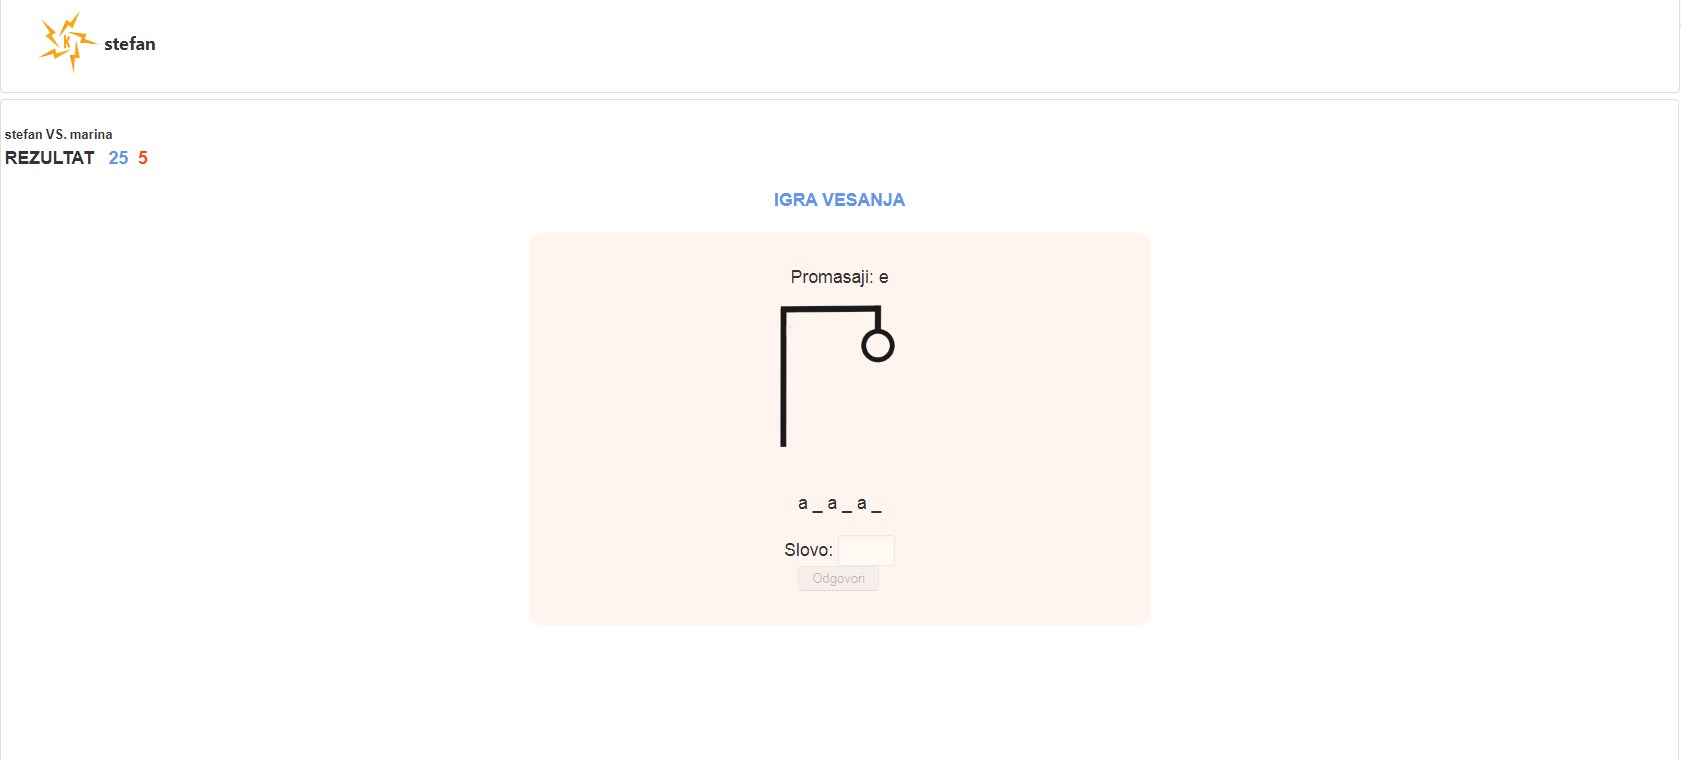 K
stefan
stefan VS. marina
REZULTAT 25 5
IGRA VESANJA
Promasaji: e
a _ a _ a _
Slovo:
Odgovori